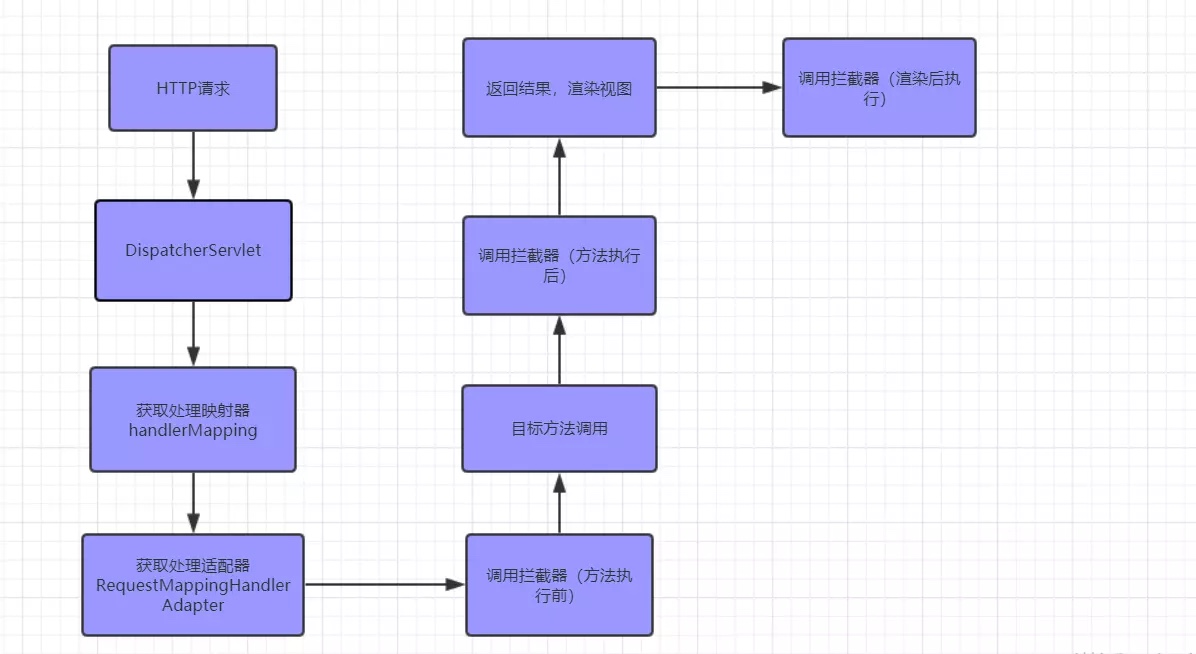 HTTP请求
DispatcherServlet
获取处理映射器
handlerMapping
获取处理适配器
RequestMappingHandler
Adapter
调用拦截器（方法执
行前）
目标方法调用
调用拦截器（方法执行
后）
返回结果，渲染视图
调用拦截器（渲染后执
行）